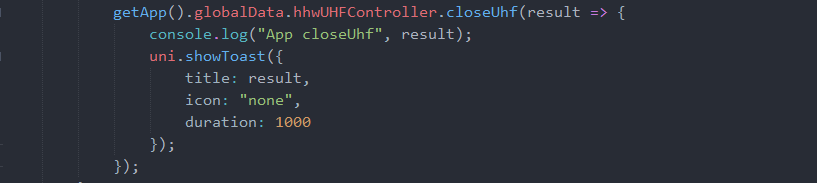 getApp().globalData.hhwUHFController.closeUhf(result => {
console.log("App closeUhf", result);
uni.showToast({
title: result,
icon: "none",
duration: 1000
});
});